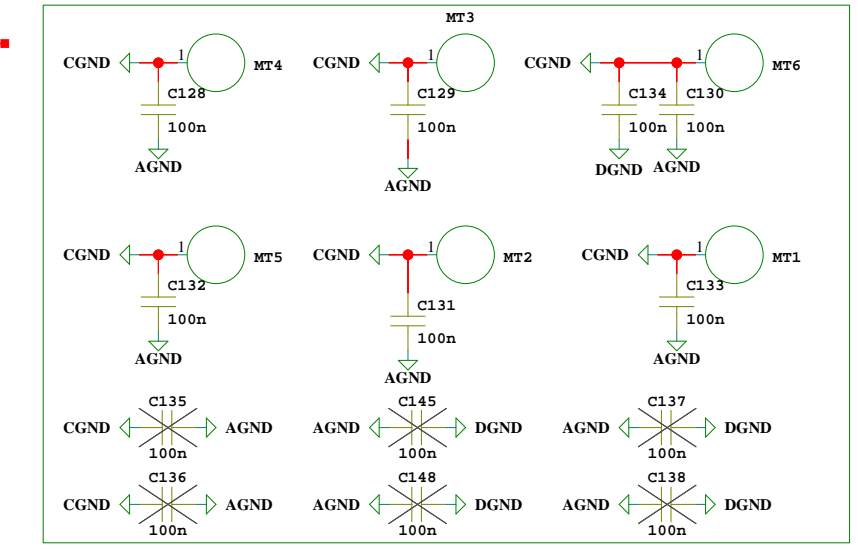 MT3
CGND 1 MT4
CGND 1
CGND 1 MT6
C128
C129
C134 C130
100n
100n
100n 100n
AGND
AGND
DGND AGND
CGND 1 MT5
CGND 1 MT2
CGND 1 MT1
C132
C131
C133
100n
100n
100n
AGND
AGND
AGND
C135
C145
C137
CGND AGND
AGND DGND
AGND DGND
100n
100n
100n
C136
C148
C138
CGND AGND
AGND DGND
AGND DGND
100n
100n
100n